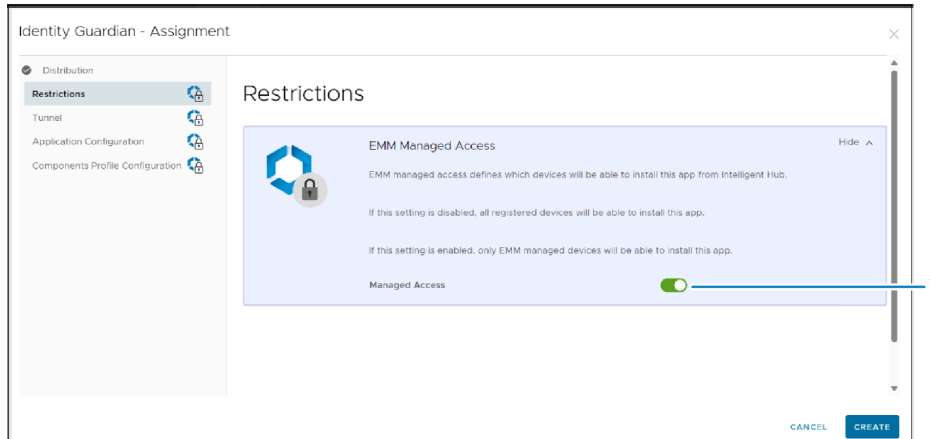 Identity Guardian - Assignment
Distribution
Restrictions
Tunnel
Application Configuration
Components Profile Configuration
Restrictions
EMM Managed Access
Hide
EMM managed access defines which devices will be able to install this app from Intelligent Hub.
If this setting is disabled, all registered devices will be able to install this app.
If this setting is enabled, only EMM managed devices will be able to install this app.
Managed Access
CANCEL
CREATE